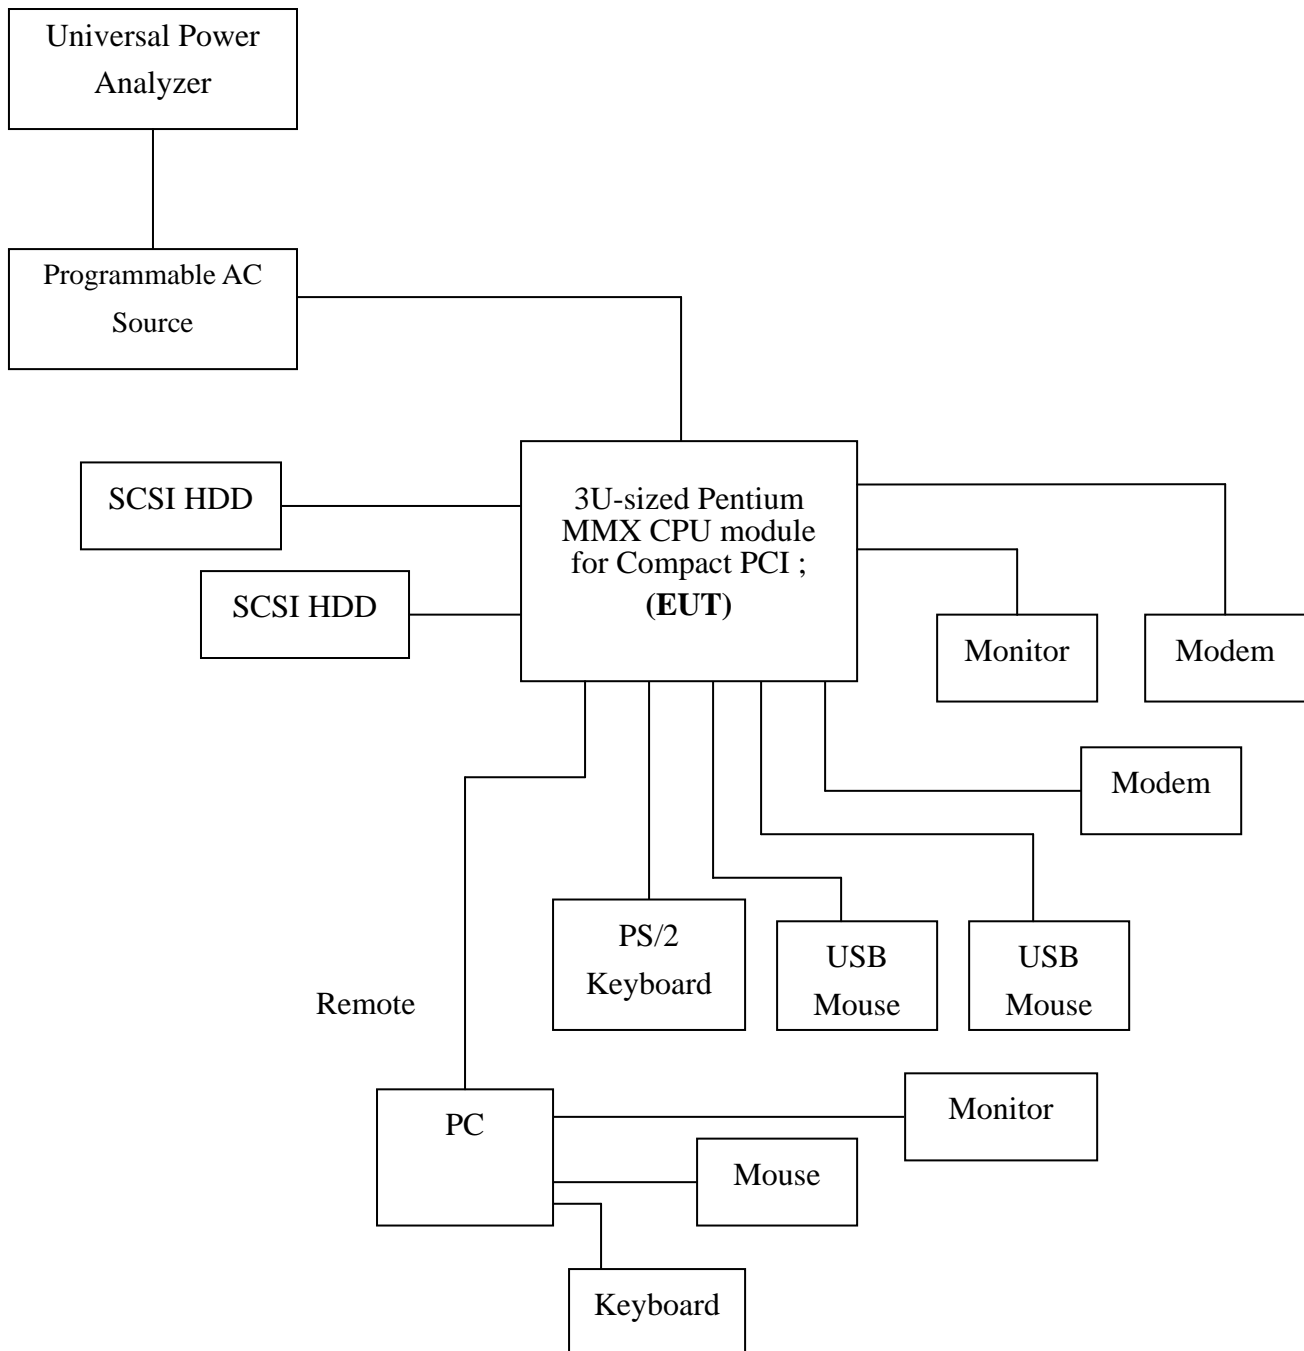 Universal Power
Analyzer
Programmable AC
Source
SCSI HDD
SCSI HDD
3U-sized Pentium
MMX CPU module
for Compact PCI ;
(EUT)
Monitor
Modem
Modem
PS/2
Keyboard
USB
Mouse
USB
Mouse
Remote
PC
Monitor
Mouse
Keyboard